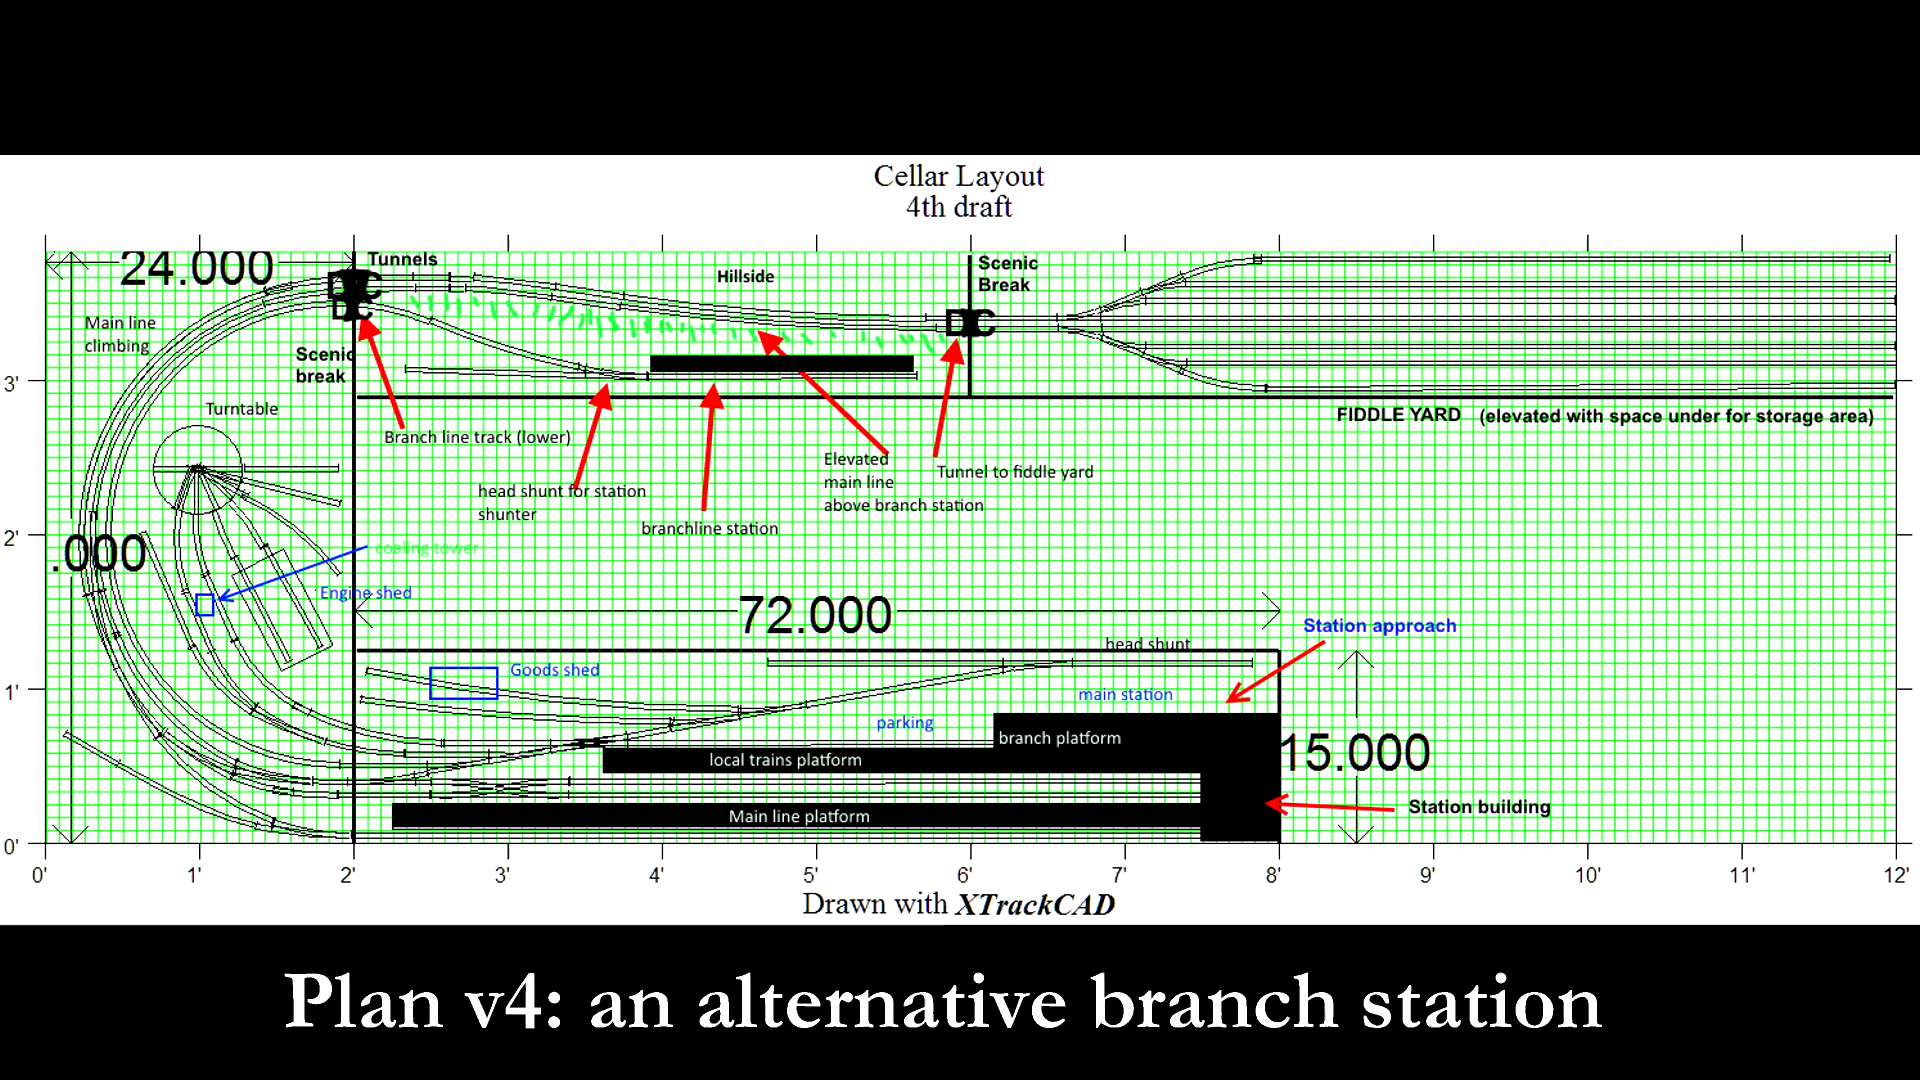 Cellar Layout
4th draft
24.000
Tunnels
Hillside
Scenic
Break
Main line
climbing
Scenic
break
3'
Turntable
FIDDLE YARD (elevated with space under for storage area)
Branch line track (lower)
Elevated
main line
above branch station
Tunnel to fiddle yard
head shunt for station
shunter
branchline station
2'
.000
coaling tower
Engine shed
72.000
Station approach
head shunt
Goods shed
1'
main station
parking
branch platform
local trains platform
15.000
Main line platform
Station building
0'
0' 1' 2' 3' 4' 5' 6' 7' 8' 9' 10' 11' 12'
Drawn with XTrackCAD
Plan v4: an alternative branch station